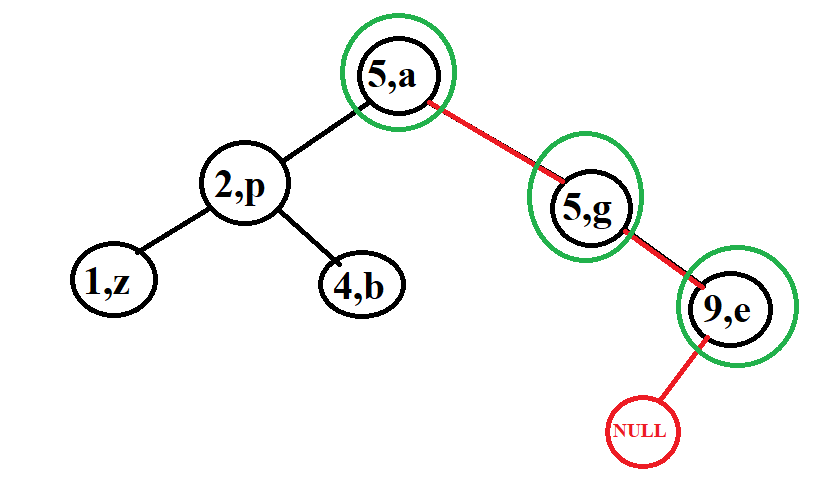 5,a
2,p
5,g
1,z
4,b
9,e
NULL